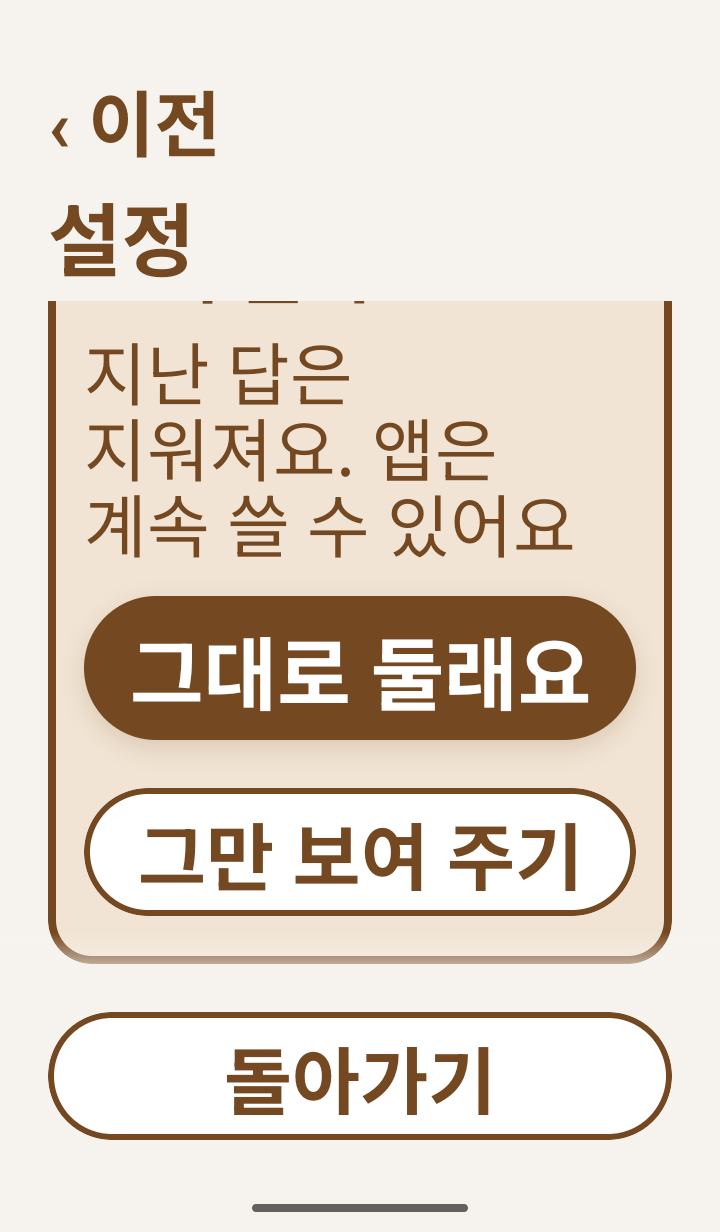 ‹ 이전
설정
지난 답은
지워져요. 앱은
계속 쓸 수 있어요
그대로 둘래요
그만 보여 주기
돌아가기